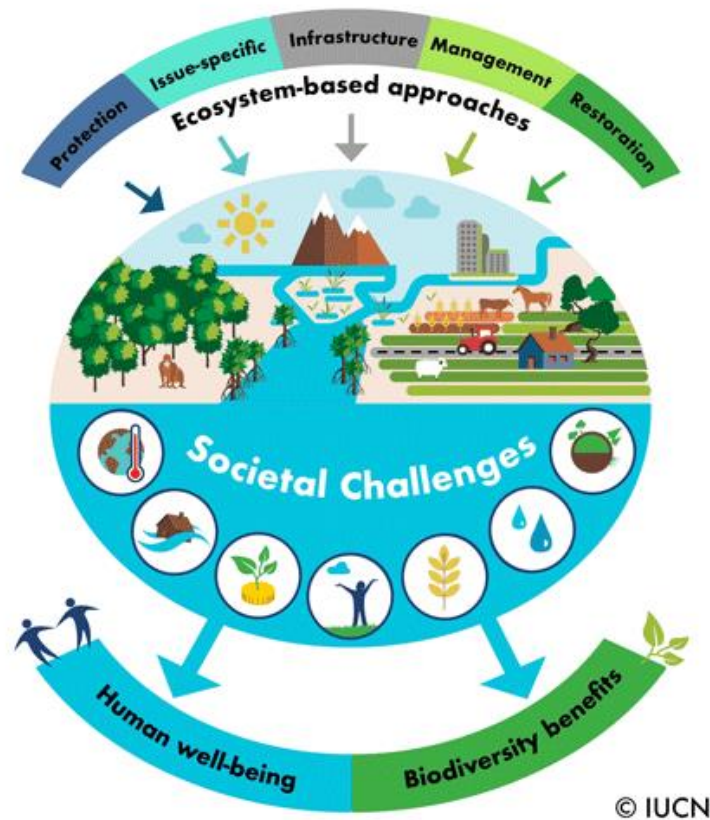 Protection
Issue-specific
Infrastructure
Management
Restoration
Ecosystem-based approaches
Societal Challenges
Human well-being
Biodiversity benefits
© IUCN